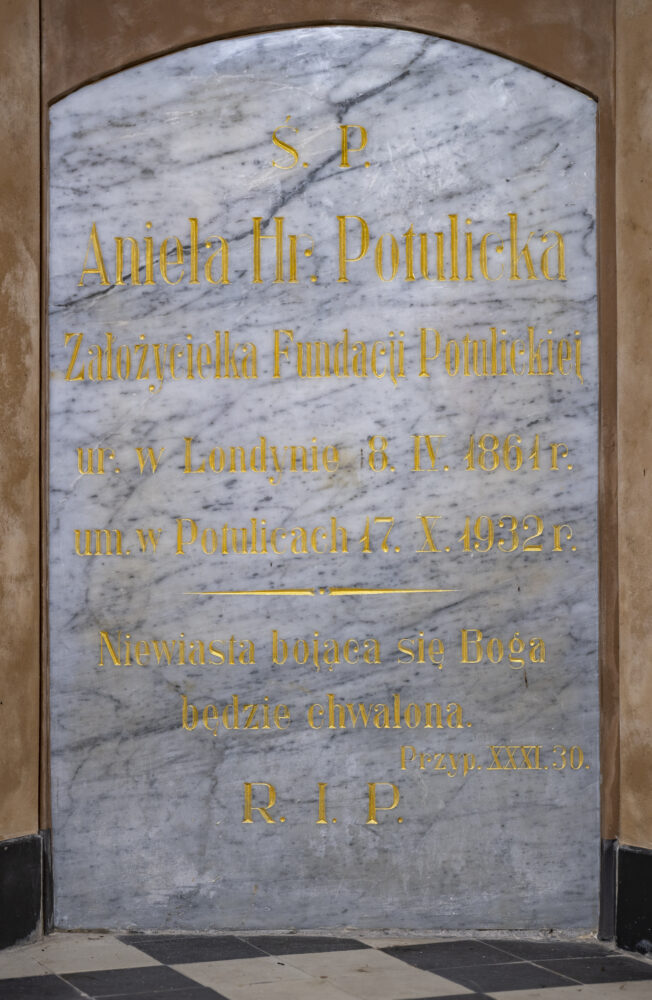 Ś. P.
Aniela Hr. Potulicka
Założycielka Fundacji Potulickiej
ur. w Londynie 8. IV. 1861 r.
um. w Potulicach 17. X. 1932 r.
Niewiasta bojąca się Boga
będzie chwalona.
Przyp. XXXI. 30.
R. I. P.